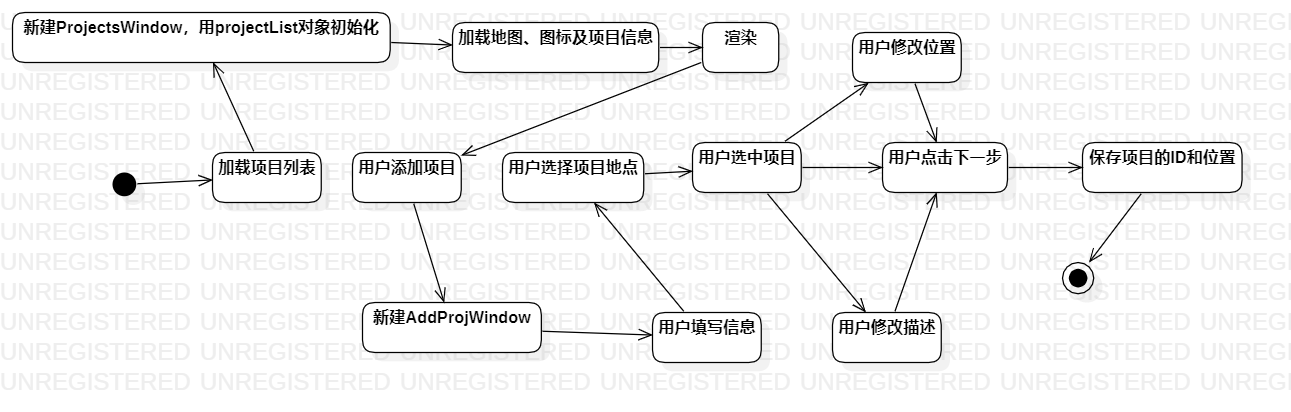 新建ProjectsWindow，用projectList对象初始化
加载地图、图标及项目信息
渲染
用户修改位置
加载项目列表
用户添加项目
用户选择项目地点
用户选中项目
用户点击下一步
保存项目的ID和位置
新建AddProjWindow
用户填写信息
用户修改描述
UNREGISTERED UNREGISTERED UNREGISTERED UNREGISTERED UNREGISTERED UNREGISTERED